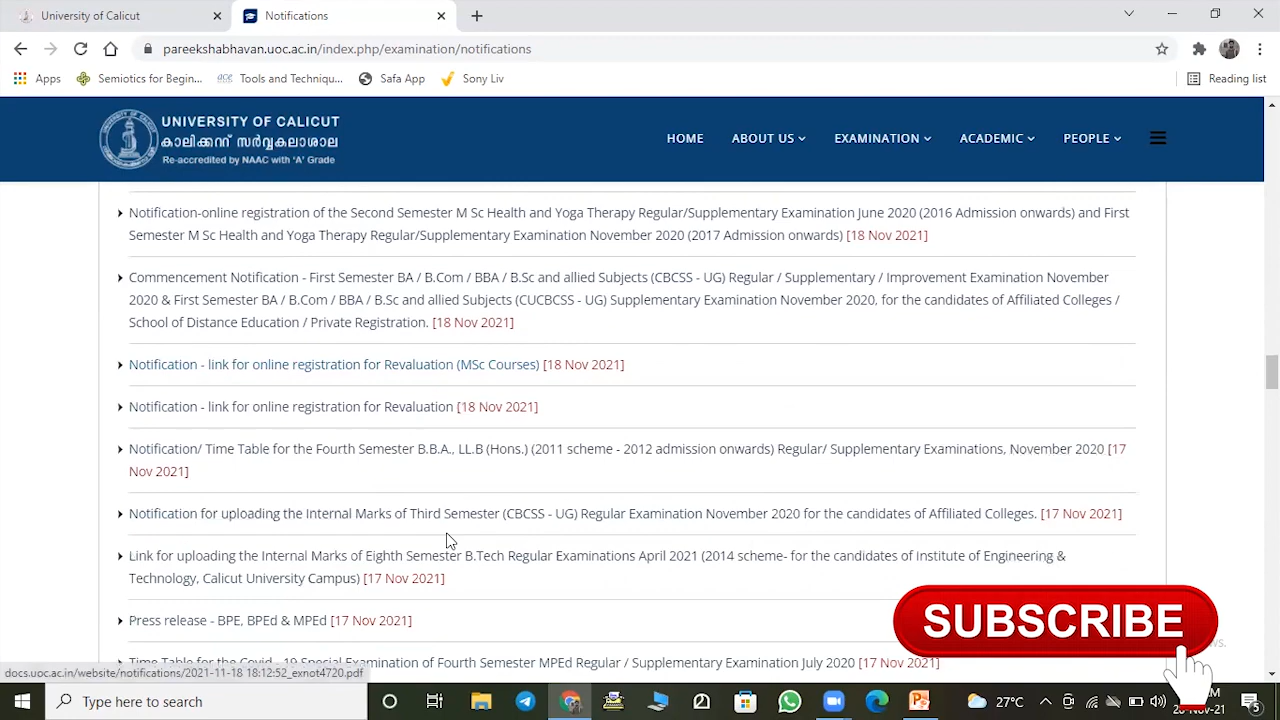 University of Calicut
Notifications
pareekshabhavan.uoc.ac.in/index.php/examination/notifications
Apps
Semiotics for Begin...
ace Tools and Techniqu...
Safa App
Sony Liv
Reading list
UNIVERSITY OF CALICUT
കാലിക്കറ്റ് സർവ്വകലാശാല
Re-accredited by NAAC with 'A' Grade
HOME
ABOUT US
EXAMINATION
ACADEMIC
PEOPLE
Notification-online registration of the Second Semester M Sc Health and Yoga Therapy Regular/Supplementary Examination June 2020 (2016 Admission onwards) and First
Semester M Sc Health and Yoga Therapy Regular/Supplementary Examination November 2020 (2017 Admission onwards) [18 Nov 2021]
Commencement Notification - First Semester BA / B.Com / BBA / B.Sc and allied Subjects (CBCSS - UG) Regular / Supplementary / Improvement Examination November
2020 & First Semester BA / B.Com / BBA / B.Sc and allied Subjects (CUCBCSS - UG) Supplementary Examination November 2020, for the candidates of Affiliated Colleges /
School of Distance Education / Private Registration. [18 Nov 2021]
Notification - link for online registration for Revaluation (MSc Courses) [18 Nov 2021]
Notification - link for online registration for Revaluation [18 Nov 2021]
Notification/ Time Table for the Fourth Semester B.B.A., LL.B (Hons.) (2011 scheme - 2012 admission onwards) Regular/ Supplementary Examinations, November 2020 [17
Nov 2021]
Notification for uploading the Internal Marks of Third Semester (CBCSS - UG) Regular Examination November 2020 for the candidates of Affiliated Colleges. [17 Nov 2021]
Link for uploading the Internal Marks of Eighth Semester B.Tech Regular Examinations April 2021 (2014 scheme- for the candidates of Institute of Engineering &
Technology, Calicut University Campus) [17 Nov 2021]
Press release - BPE, BPEd & MPEd [17 Nov 2021]
SUBSCRIBE
Time Table for the Covid - 19 Special Examination of Fourth Semester MPEd Regular / Supplementary Examination July 2020 [17 Nov 2021]
docs.uoc.ac.in/website/notifications/2021-11-18 18:12:52_exnot4720.pdf
Type here to search
27°C